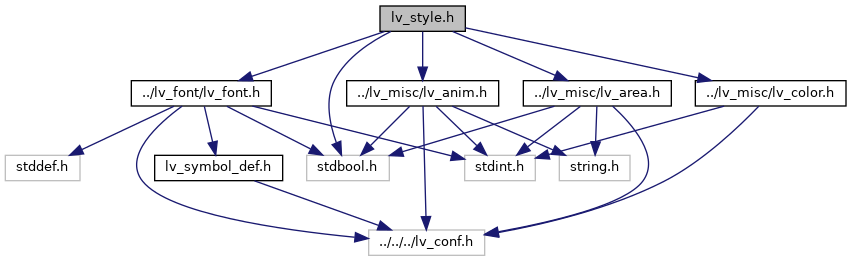 lv_style.h
../lv_font/lv_font.h
../lv_misc/lv_anim.h
../lv_misc/lv_area.h
../lv_misc/lv_color.h
stddef.h
lv_symbol_def.h
stdbool.h
stdint.h
string.h
../../../lv_conf.h